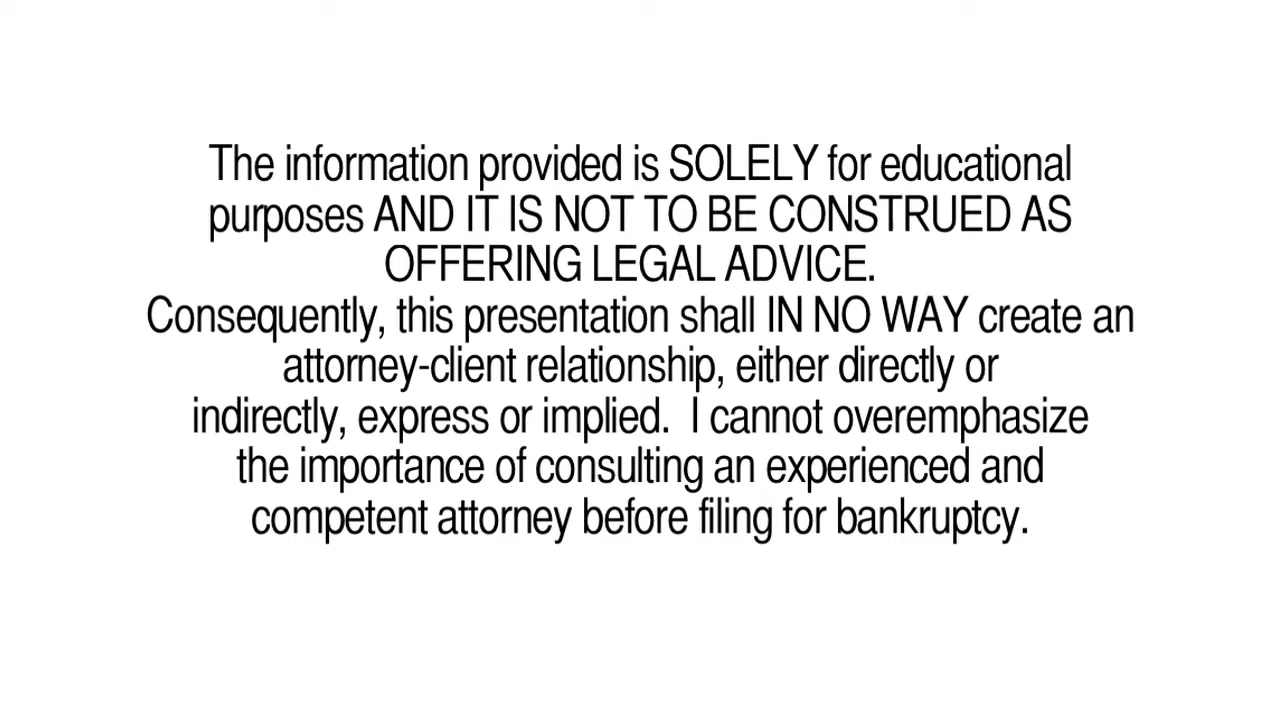 The information provided is SOLELY for educational
purposes AND IT IS NOT TO BE CONSTRUED AS
OFFERING LEGAL ADVICE.
Consequently, this presentation shall IN NO WAY create an
attorney-client relationship, either directly or
indirectly, express or implied.  I cannot overemphasize
the importance of consulting an experienced and
competent attorney before filing for bankruptcy.